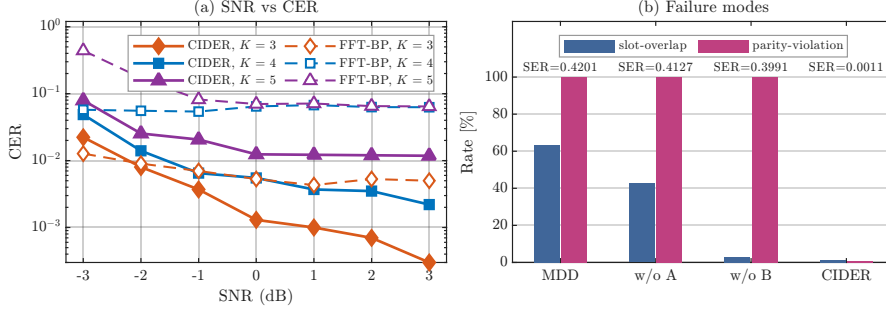 (a) SNR vs CER
CIDER, K = 3
CIDER, K = 4
CIDER, K = 5
FFT-BP, K = 3
FFT-BP, K = 4
FFT-BP, K = 5
10^0
10^{-1}
10^{-2}
10^{-3}
CER
-3 -2 -1 0 1 2 3
SNR (dB)
(b) Failure modes
slot-overlap parity-violation
SER=0.4201 SER=0.4127 SER=0.3991 SER=0.0011
100
80
60
40
20
0
Rate [%]
MDD w/o A w/o B CIDER